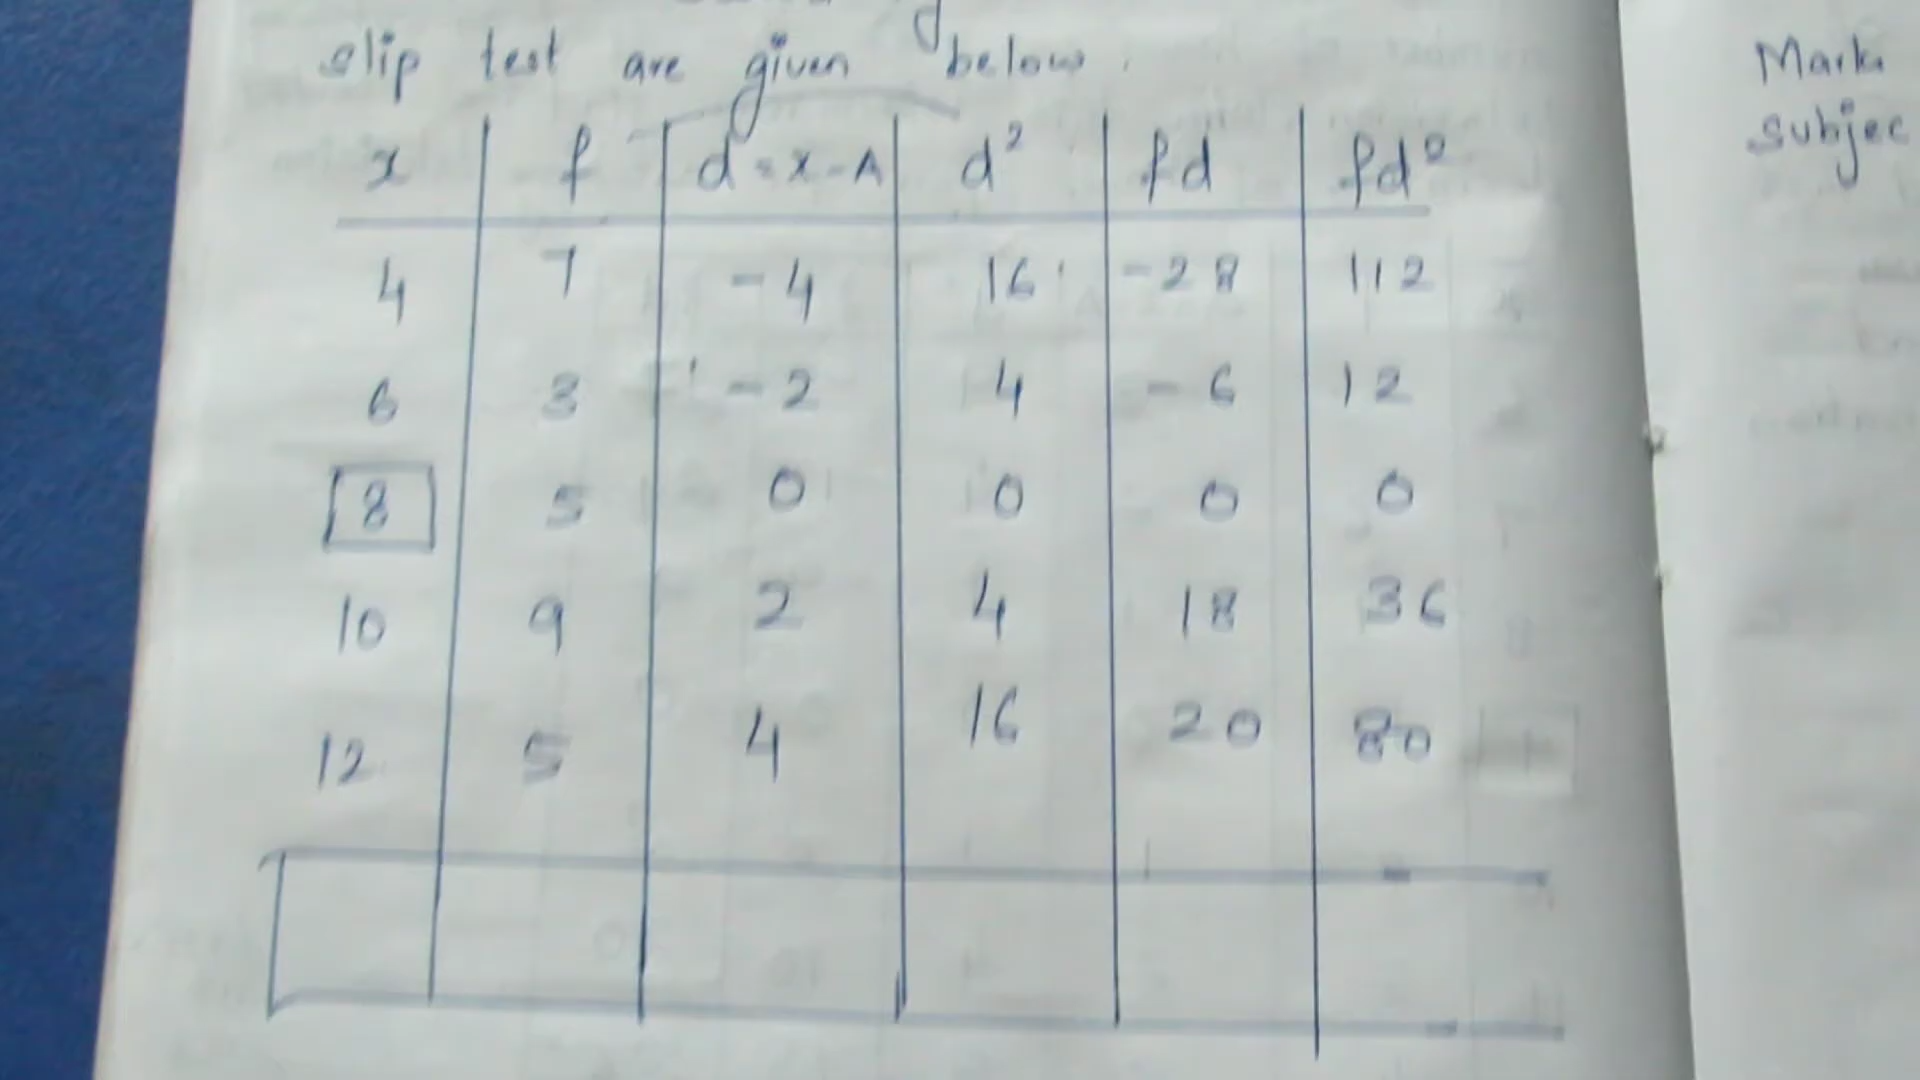 slip test are given below.
x f d = x - A d² fd fd²
4 7 -4 16 -28 112
6 3 -2 4 -6 12
8 5 0 0 0 0
10 9 2 4 18 36
12 5 4 16 20 80
Mark
subjec